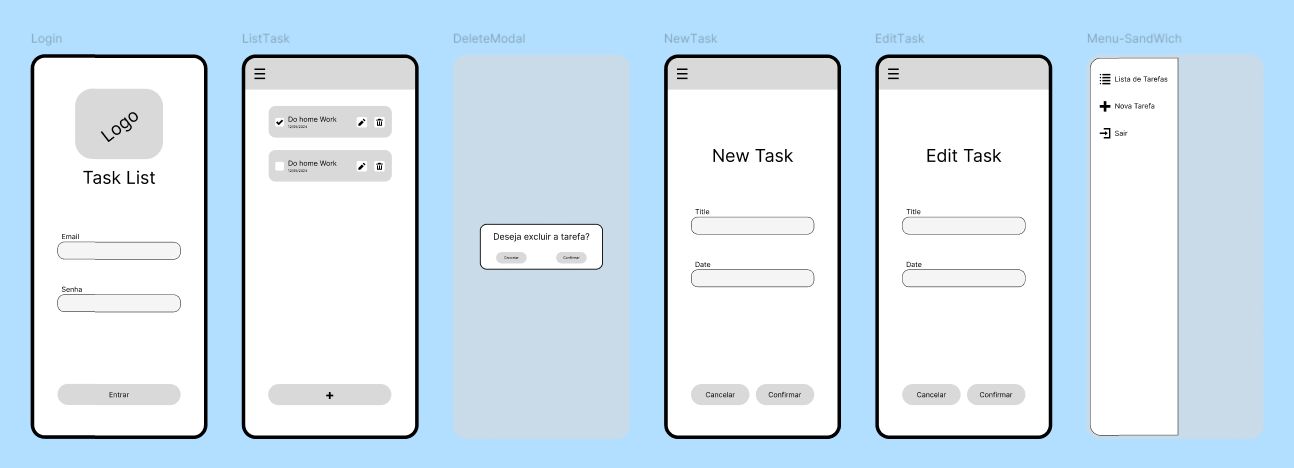 Login
Logo
Task List
Email
Senha
Entrar
ListTask
Do home Work
12/05/2024
Do home Work
12/05/2024
DeleteModal
Deseja excluir a tarefa?
Cancelar
Confirmar
NewTask
New Task
Title
Date
Cancelar
Confirmar
EditTask
Edit Task
Title
Date
Cancelar
Confirmar
Menu-SandWich
Lista de Tarefas
Nova Tarefa
Sair